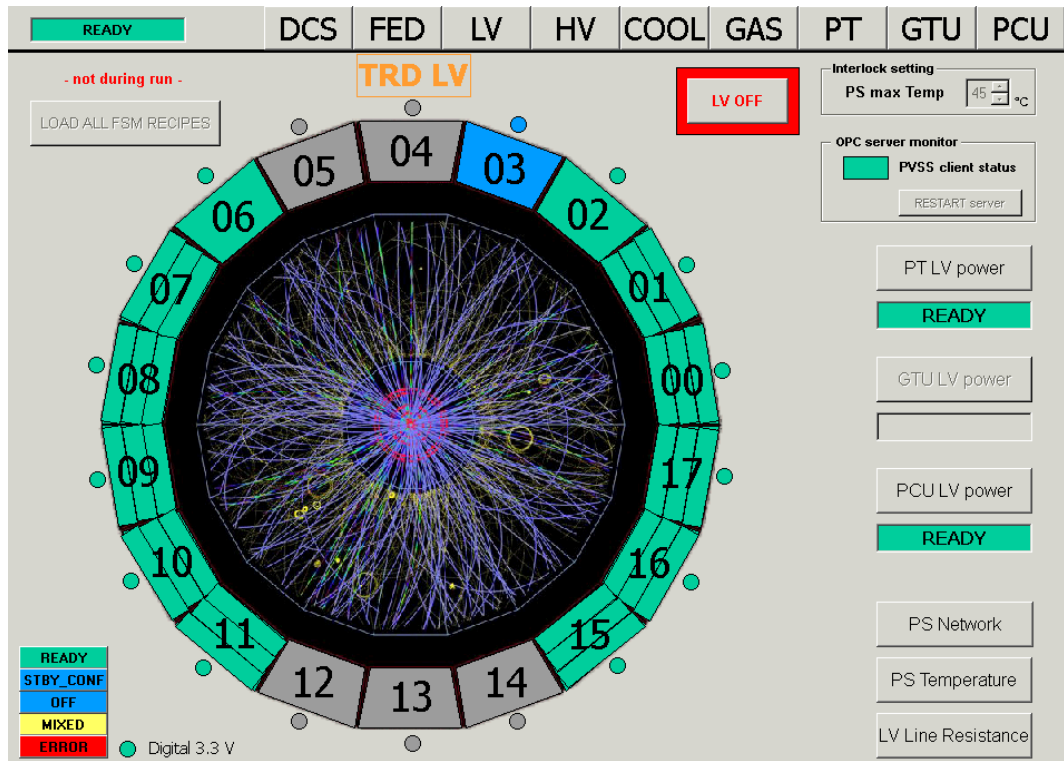 READY
DCS FED LV HV COOL GAS PT GTU PCU
- not during run -
LOAD ALL FSM RECIPES
TRD LV
LV OFF
Interlock setting
PS max Temp 45 °C
OPC server monitor
PVSS client status
RESTART server
05
04
03
06
02
07
01
08
00
09
17
10
16
11
15
12
13
14
PT LV power
READY
GTU LV power
PCU LV power
READY
PS Network
PS Temperature
LV Line Resistance
READY
STBY_CONF
OFF
MIXED
ERROR
Digital 3.3 V